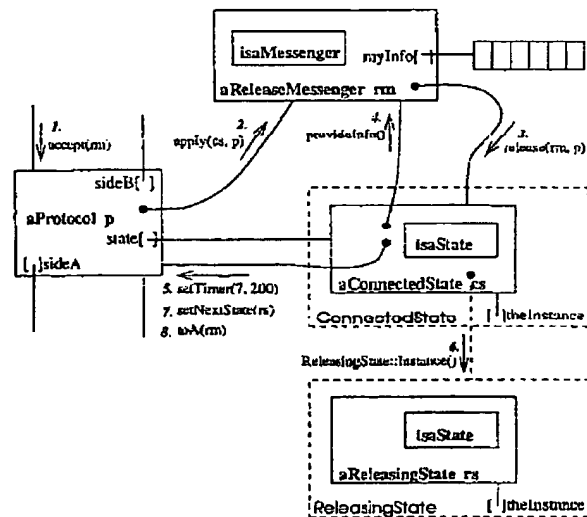 isaMessenger
myInfo[ ]
aReleaseMessenger rm
1.
accept(rm)
2.
apply(cs, p)
4.
provideInfo()
3.
release(rm, p)
sideB[ ]
aProtocol p
state[ ]
[ ]sideA
isaState
aConnectedState cs
[ ]theInstance
ConnectedState
5. setTimer(7, 200)
7. setNextState(rs)
8. toA(rm)
6.
ReleasingState::Instance()
isaState
aReleasingState rs
[ ]theInstance
ReleasingState